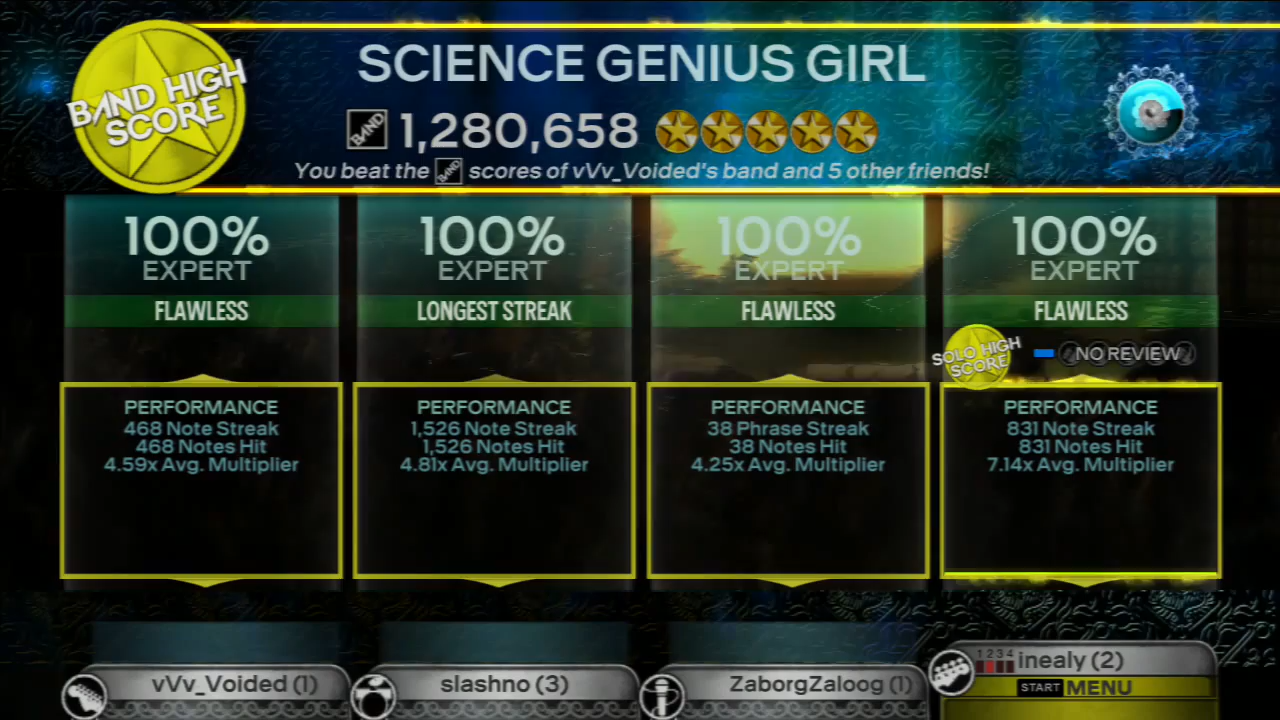 BAND HIGH SCORE
SCIENCE GENIUS GIRL
BAND 1,280,658
You beat the BAND scores of vVv_Voided's band and 5 other friends!
100%
EXPERT
FLAWLESS
PERFORMANCE
468 Note Streak
468 Notes Hit
4.59x Avg. Multiplier
vVv_Voided (1)
100%
EXPERT
LONGEST STREAK
PERFORMANCE
1,526 Note Streak
1,526 Notes Hit
4.81x Avg. Multiplier
slashno (3)
100%
EXPERT
FLAWLESS
PERFORMANCE
38 Phrase Streak
38 Notes Hit
4.25x Avg. Multiplier
ZaborgZaloog (1)
100%
EXPERT
FLAWLESS
SOLO HIGH SCORE
NO REVIEW
PERFORMANCE
831 Note Streak
831 Notes Hit
7.14x Avg. Multiplier
1 2 3 4
inealy (2)
START MENU